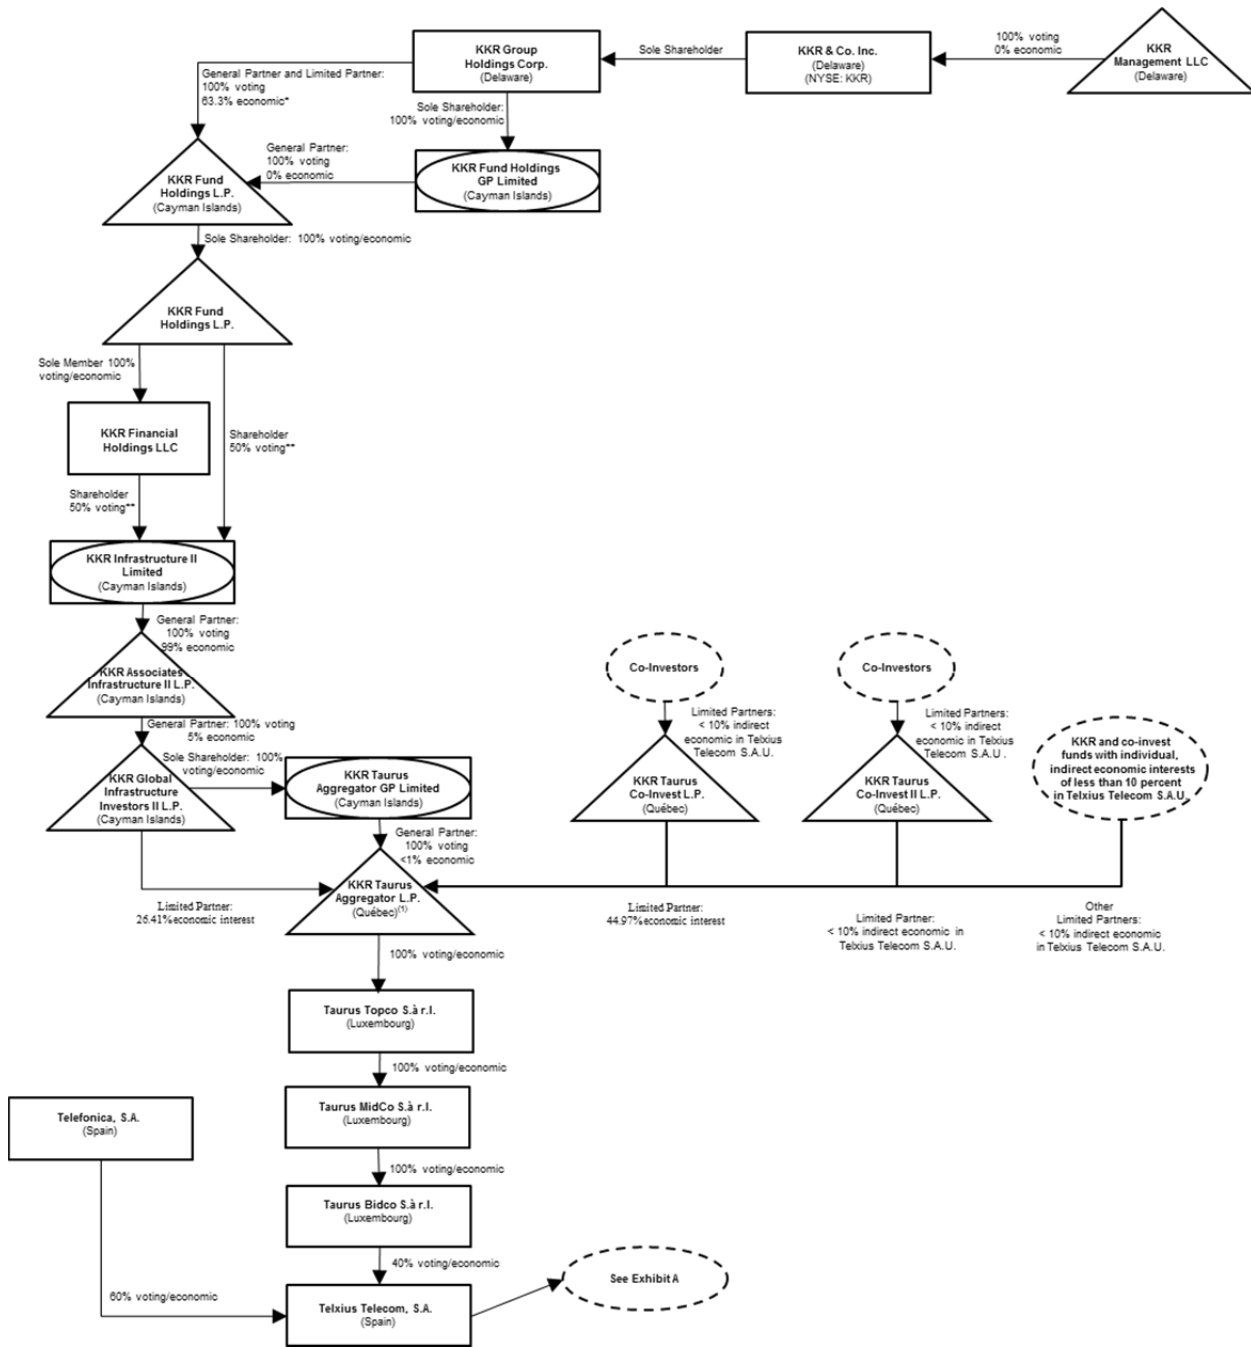 KKR Group
Holdings Corp.
(Delaware)
Sole Shareholder
KKR & Co. Inc.
(Delaware)
(NYSE: KKR)
100% voting
0% economic
KKR
Management LLC
(Delaware)
General Partner and Limited Partner:
100% voting
63.3% economic*
Sole Shareholder:
100% voting/economic
General Partner:
100% voting
0% economic
KKR Fund Holdings
GP Limited
(Cayman Islands)
KKR Fund
Holdings L.P.
(Cayman Islands)
Sole Shareholder: 100% voting/economic
KKR Fund
Holdings L.P.
Sole Member 100%
voting/economic
KKR Financial
Holdings LLC
Shareholder
50% voting**
Shareholder
50% voting**
KKR Infrastructure II
Limited
(Cayman Islands)
General Partner:
100% voting
99% economic
KKR Associates
Infrastructure II L.P.
(Cayman Islands)
General Partner: 100% voting
5% economic
Sole Shareholder: 100%
voting/economic
KKR Global
Infrastructure
Investors II L.P.
(Cayman Islands)
KKR Taurus
Aggregator GP Limited
(Cayman Islands)
General Partner:
100% voting
<1% economic
Co-Investors
Limited Partners:
< 10% indirect
economic in Telxius
Telecom S.A.U.
KKR Taurus
Co-Invest L.P.
(Québec)
Co-Investors
Limited Partners:
< 10% indirect
economic in Telxius
Telecom S.A.U.
KKR Taurus
Co-Invest II L.P.
(Québec)
KKR and co-invest
funds with individual,
indirect economic interests
of less than 10 percent
in Telxius Telecom S.A.U.
KKR Taurus
Aggregator L.P.
(Québec)(1)
Limited Partner:
26.41% economic interest
Limited Partner:
44.97% economic interest
Limited Partner:
< 10% indirect economic in
Telxius Telecom S.A.U.
Other
Limited Partners:
< 10% indirect economic
in Telxius Telecom S.A.U.
100% voting/economic
Taurus Topco S.à r.l.
(Luxembourg)
100% voting/economic
Taurus MidCo S.à r.l.
(Luxembourg)
100% voting/economic
Taurus Bidco S.à r.l.
(Luxembourg)
40% voting/economic
Telefonica, S.A.
(Spain)
60% voting/economic
Telxius Telecom, S.A.
(Spain)
See Exhibit A